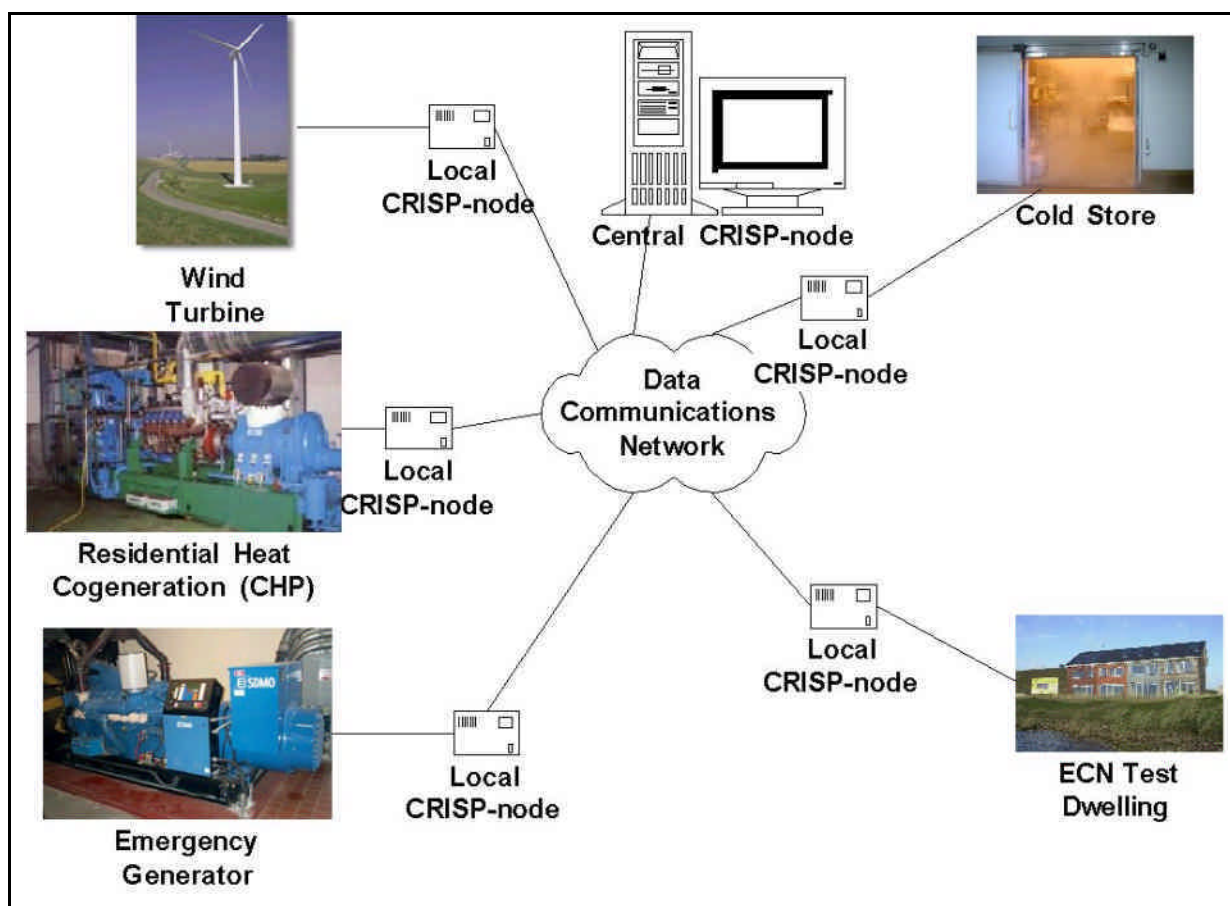 Local
CRISP-node
Central CRISP-node
Cold Store
Wind
Turbine
Local
CRISP-node
Data
Communications
Network
Local
CRISP-node
Residential Heat
Cogeneration (CHP)
Local
CRISP-node
SDMO
Local
CRISP-node
ECN Test
Dwelling
Emergency
Generator